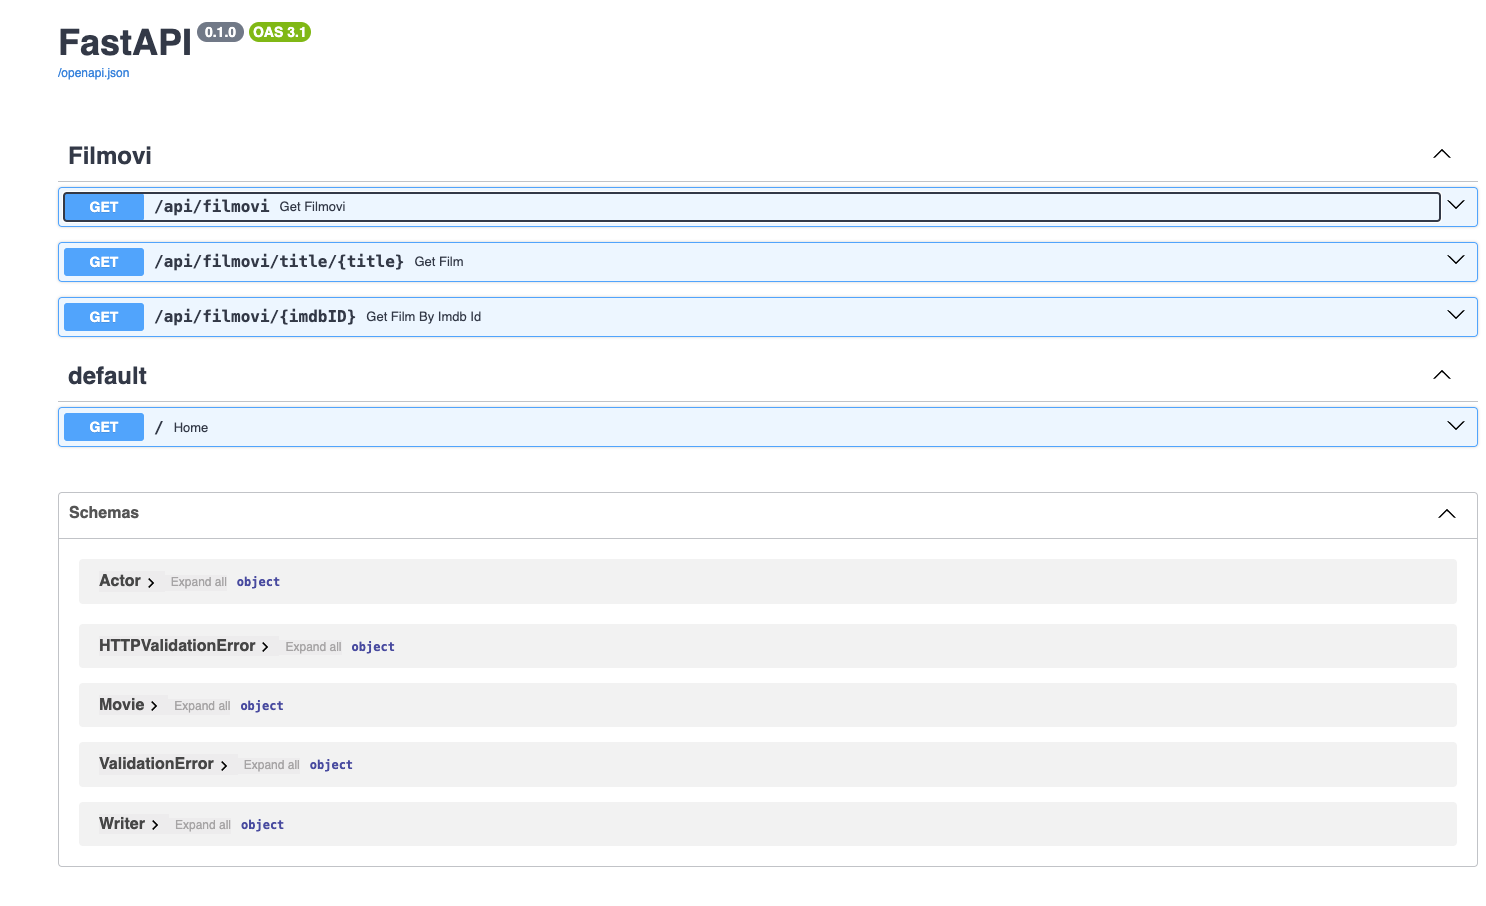 FastAPI 0.1.0 OAS 3.1
/openapi.json
Filmovi
GET /api/filmovi Get Filmovi
GET /api/filmovi/title/{title} Get Film
GET /api/filmovi/{imdbID} Get Film By Imdb Id
default
GET / Home
Schemas
Actor Expand all object
HTTPValidationError Expand all object
Movie Expand all object
ValidationError Expand all object
Writer Expand all object